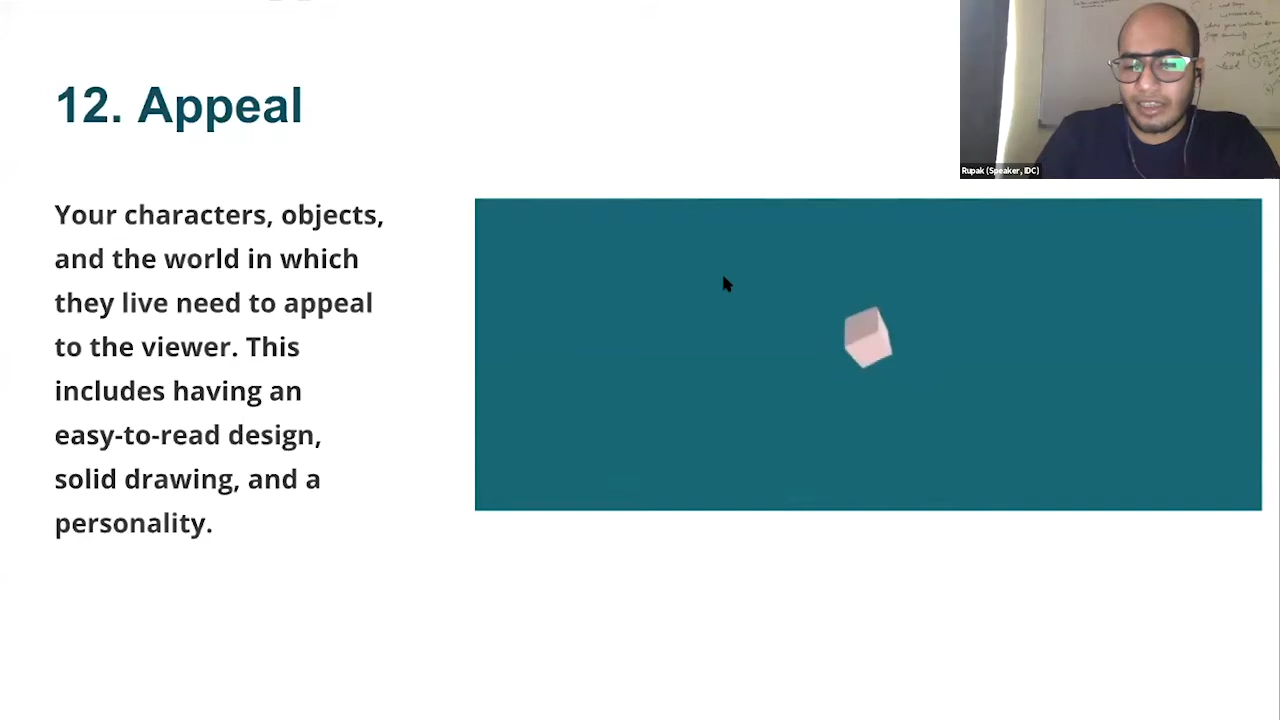 12. Appeal
Your characters, objects,
and the world in which
they live need to appeal
to the viewer. This
includes having an
easy-to-read design,
solid drawing, and a
personality.
Rupak (Speaker, IDC)